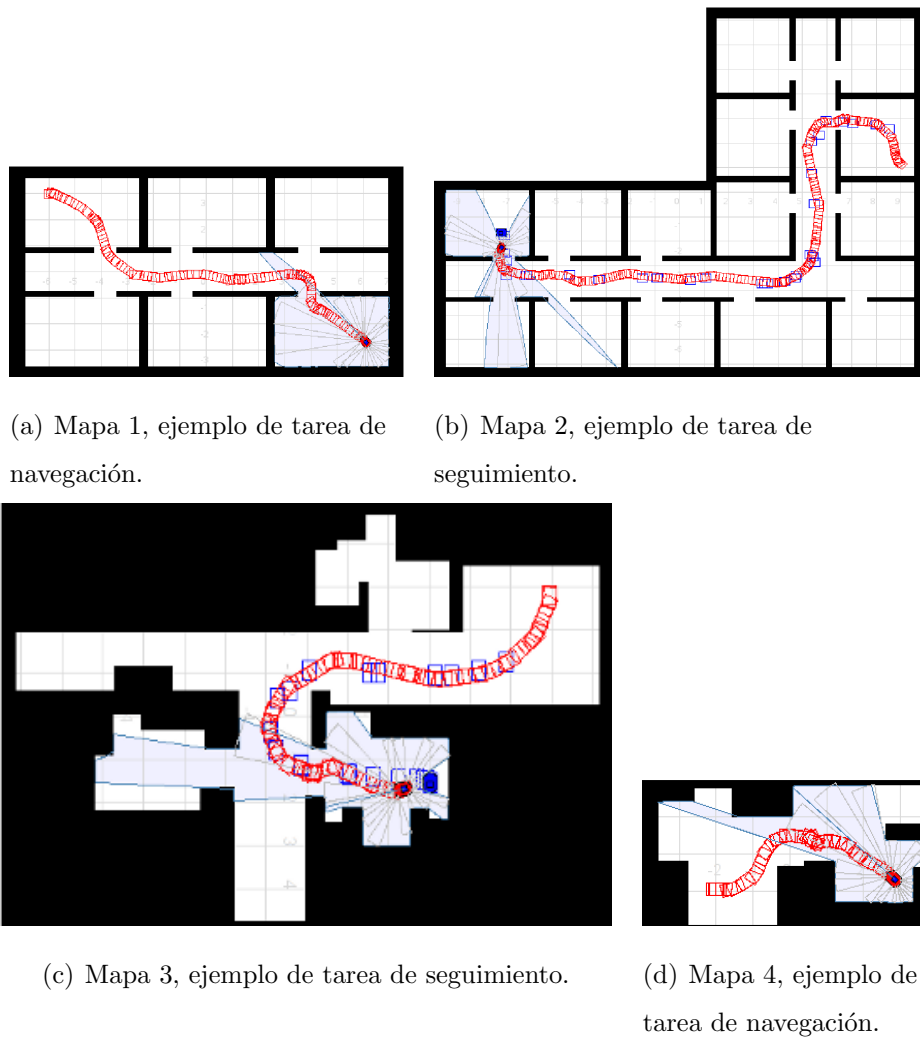 (a) Mapa 1, ejemplo de tarea de
navegación.
(b) Mapa 2, ejemplo de tarea de
seguimiento.
(c) Mapa 3, ejemplo de tarea de seguimiento.
(d) Mapa 4, ejemplo de
tarea de navegación.